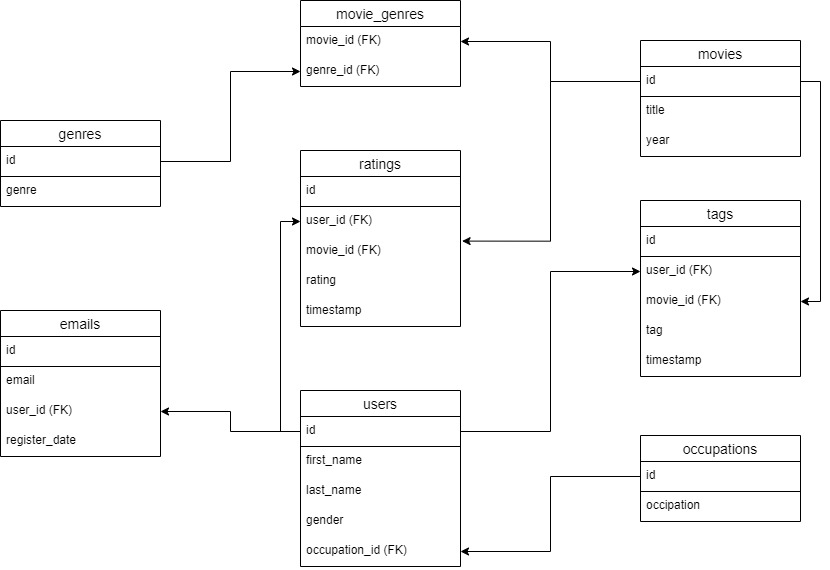 movie_genres
movie_id (FK)
genre_id (FK)
movies
id
title
year
genres
id
genre
ratings
id
user_id (FK)
movie_id (FK)
rating
timestamp
tags
id
user_id (FK)
movie_id (FK)
tag
timestamp
emails
id
email
user_id (FK)
register_date
users
id
first_name
last_name
gender
occupation_id (FK)
occupations
id
occipation